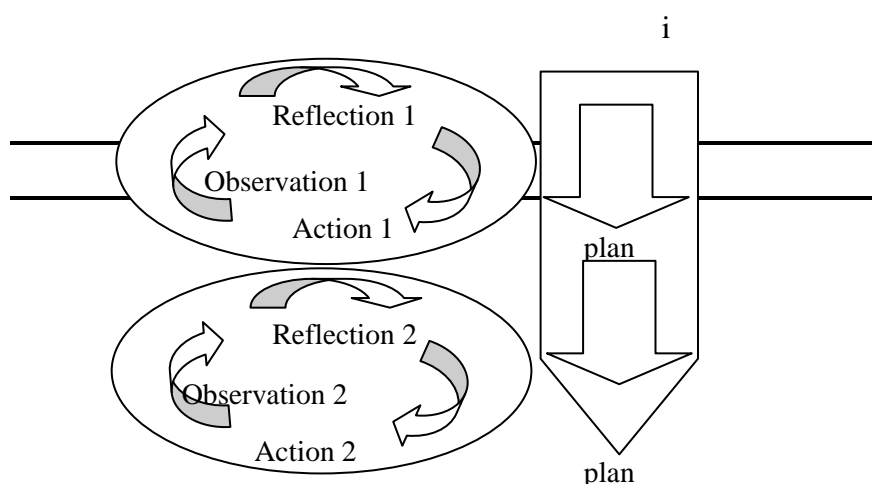 i
Reflection 1
Observation 1
Action 1
plan
Reflection 2
Observation 2
Action 2
plan